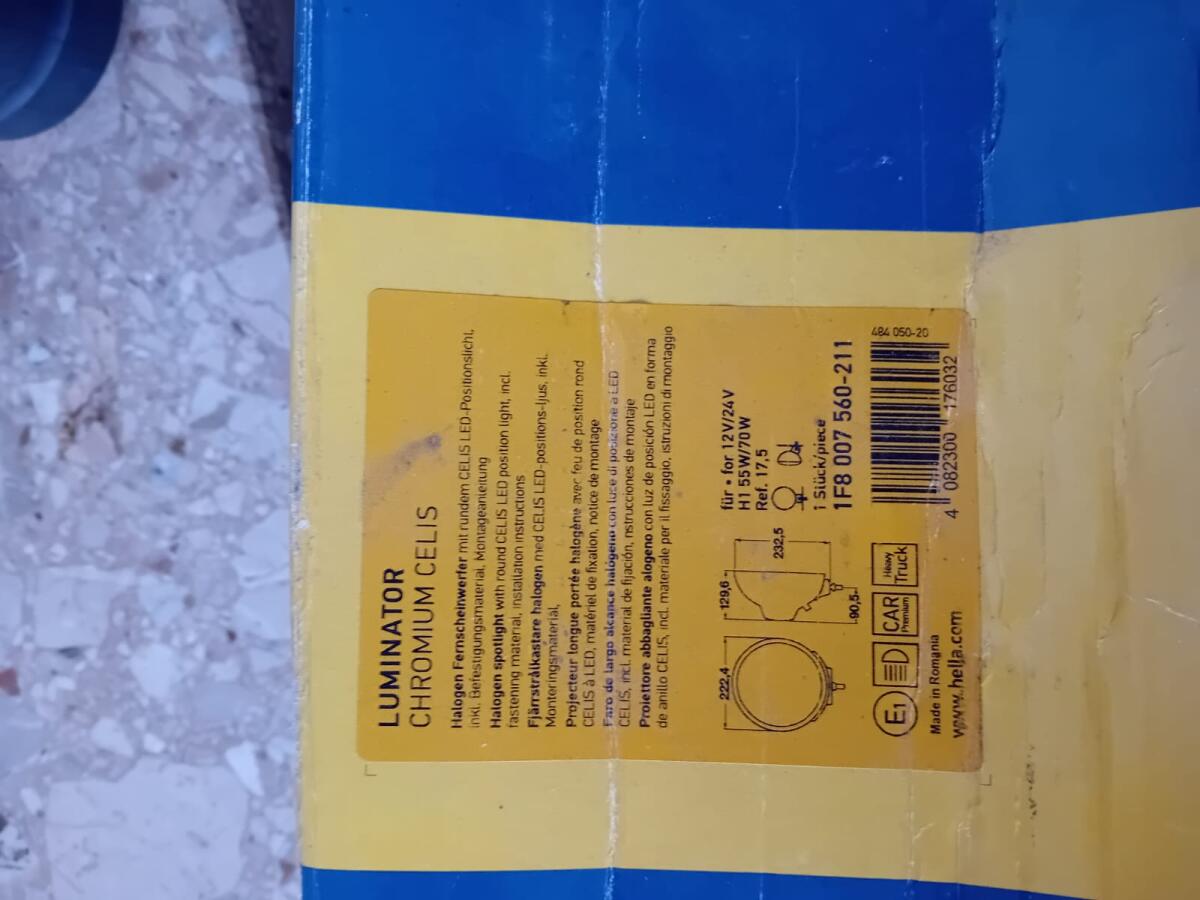 LUMINATOR
CHROMIUM CELIS
Halogen Fernscheinwerfer mit rundem CELIS LED-Positionslicht,
inkl. Befestigungsmaterial, Montageanleitung
Halogen spotlight with round CELIS LED position light, incl.
fastening material, installation instructions
Fjärrstrålkastare halogen med CELIS LED-positions-ljus, inkl.
Monteringsmaterial,
Projecteur longue portée halogène avec feu de position rond
CELIS à LED, matériel de fixation, notice de montage
Faro de largo alcance halógeno con luce di posizione a LED
CELIS, incl. material de fijación, nstrucciones de montaje
Proiettore abbagliante alogeno con luz de posición LED en forma
de anillo CELIS, incl. materiale per il fissaggio, istruzioni di montaggio
222,4
129,6
232,5
90,5
für • for 12V/24V
H1 55W/70W
Ref. 17,5
1 Stück/piece
1F8 007 560-211
E1
CAR
Premium
Heavy
Truck
484 050-20
4 082300 176032
Made in Romania
www.hella.com